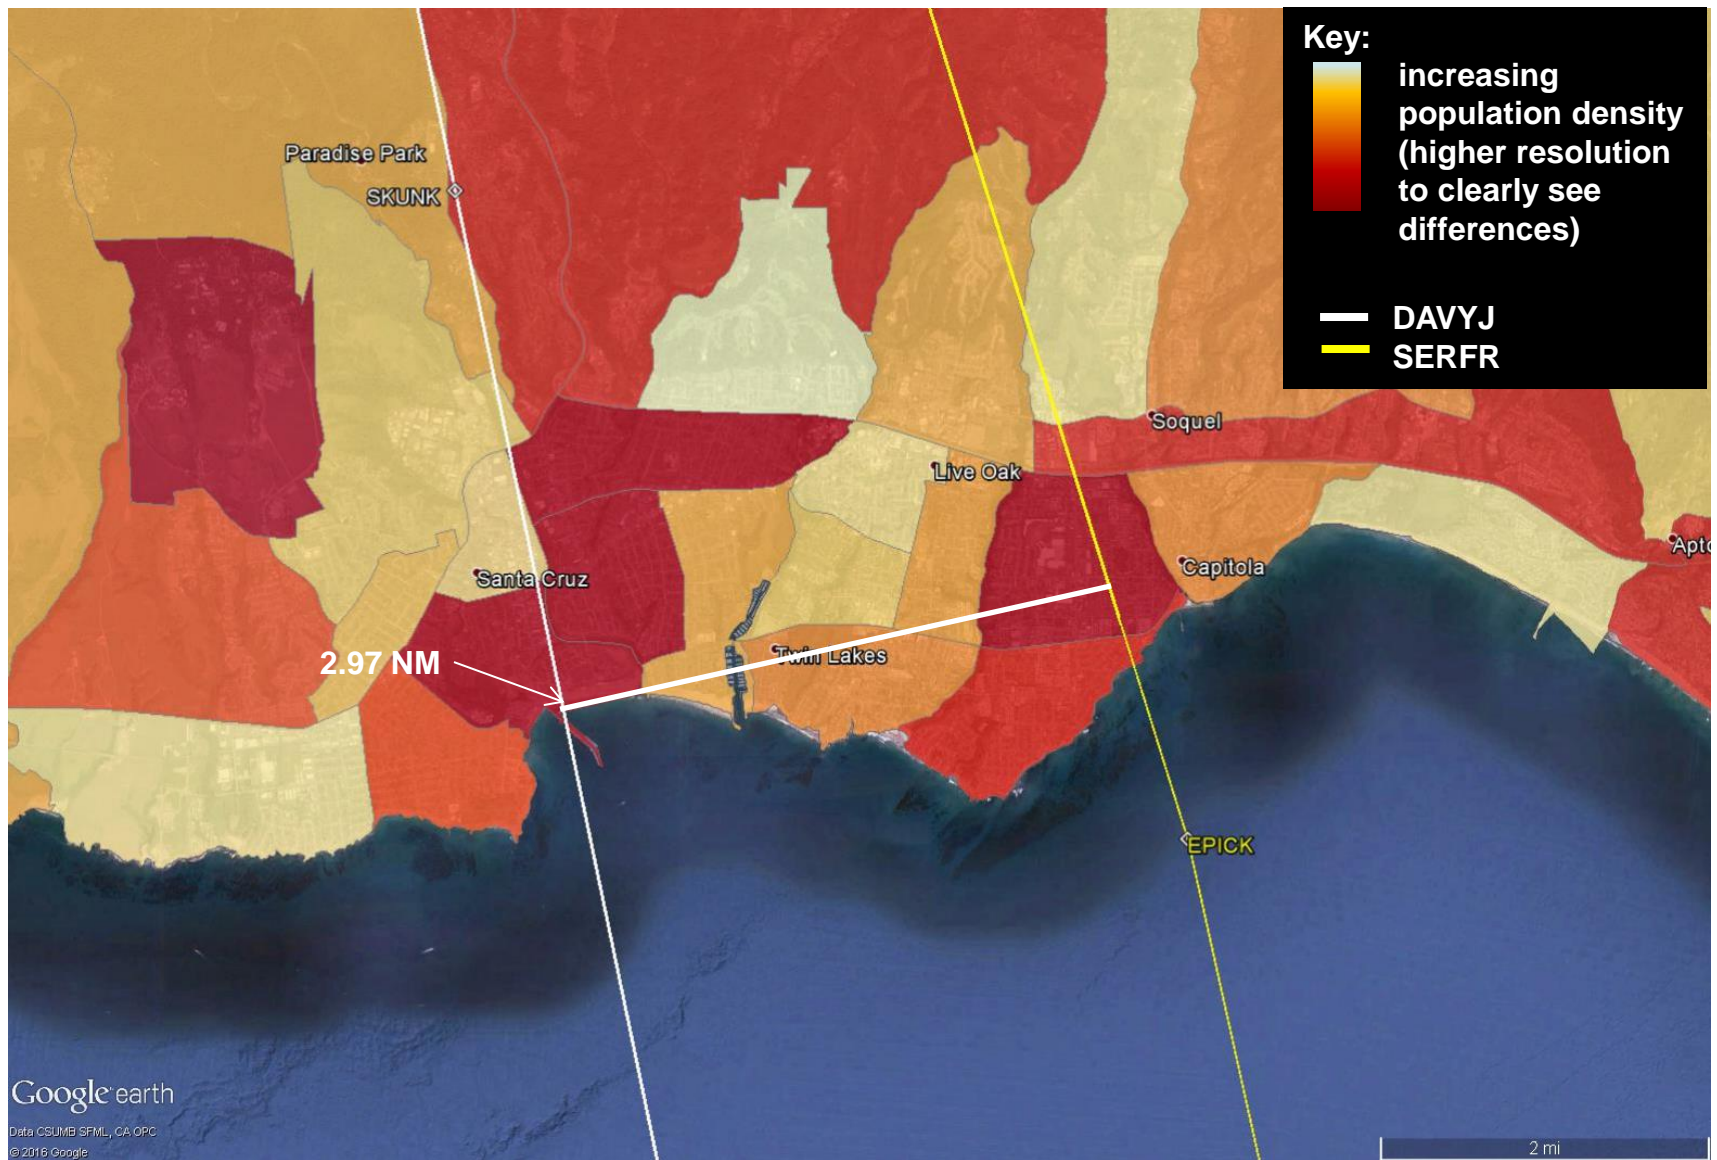 Key:
increasing
population density
(higher resolution
to clearly see
differences)
DAVYJ
SERFR
Paradise Park
SKUNK
Soquel
Live Oak
Apto
Capitola
Santa Cruz
Twin Lakes
2.97 NM
EPICK
Google earth
Data CSUMB SFML, CA OPC
© 2016 Google
2 mi